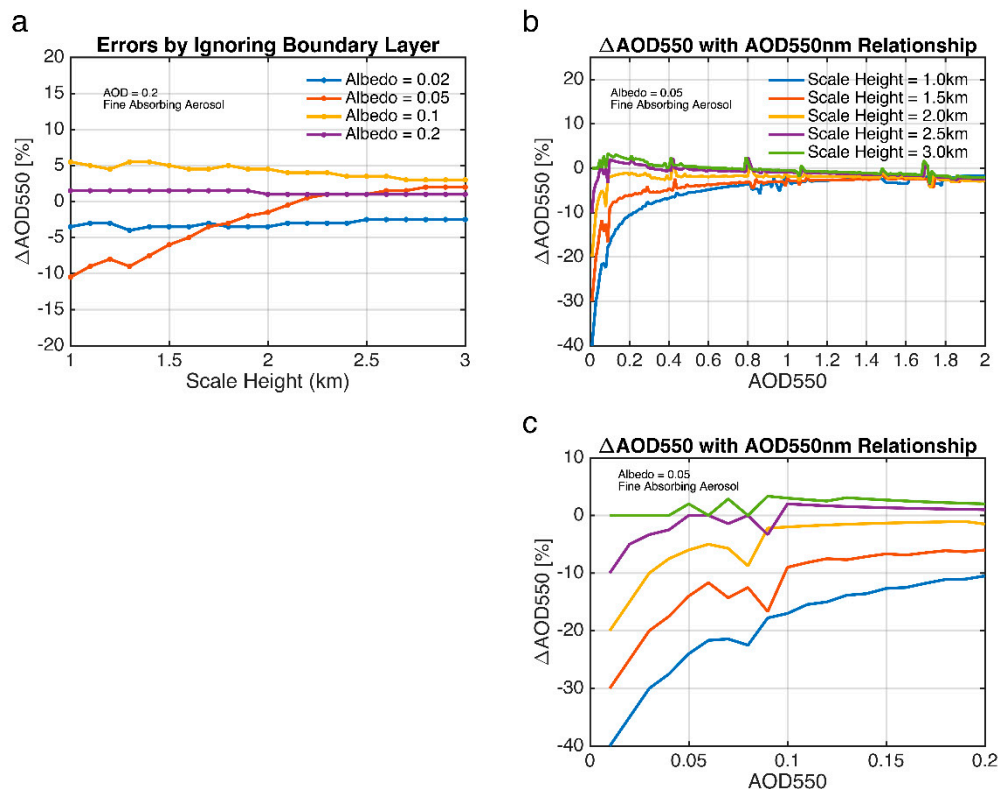 a
Errors by Ignoring Boundary Layer
AOD = 0.2
Fine Absorbing Aerosol
Albedo = 0.02
Albedo = 0.05
Albedo = 0.1
Albedo = 0.2
ΔAOD550 [%]
20
15
10
5
0
-5
-10
-15
-20
1
1.5
2
2.5
3
Scale Height (km)
b
ΔAOD550 with AOD550nm Relationship
Albedo = 0.05
Fine Absorbing Aerosol
Scale Height = 1.0km
Scale Height = 1.5km
Scale Height = 2.0km
Scale Height = 2.5km
Scale Height = 3.0km
ΔAOD550 [%]
20
10
0
-10
-20
-30
-40
0
0.2
0.4
0.6
0.8
1
1.2
1.4
1.6
1.8
2
AOD550
c
ΔAOD550 with AOD550nm Relationship
Albedo = 0.05
Fine Absorbing Aerosol
ΔAOD550 [%]
10
0
-10
-20
-30
-40
0
0.05
0.1
0.15
0.2
AOD550